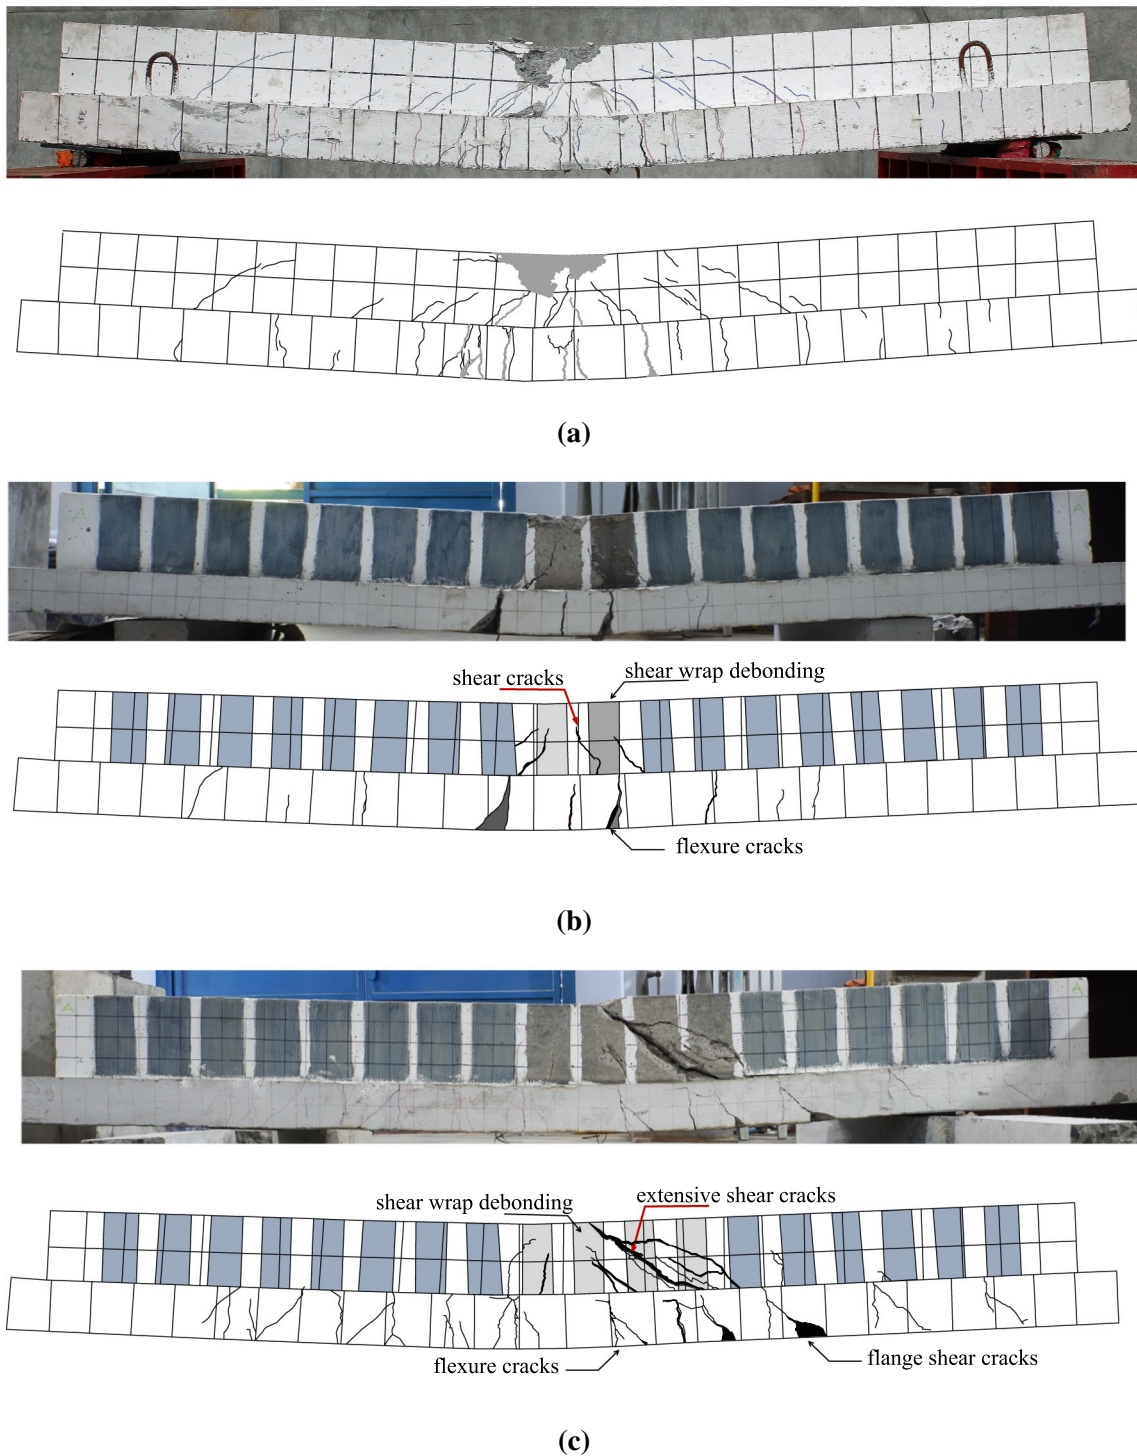 (a)
A
A
shear wrap debonding
shear cracks
flexure cracks
(b)
A
A
shear wrap debonding
extensive shear cracks
flexure cracks
flange shear cracks
(c)